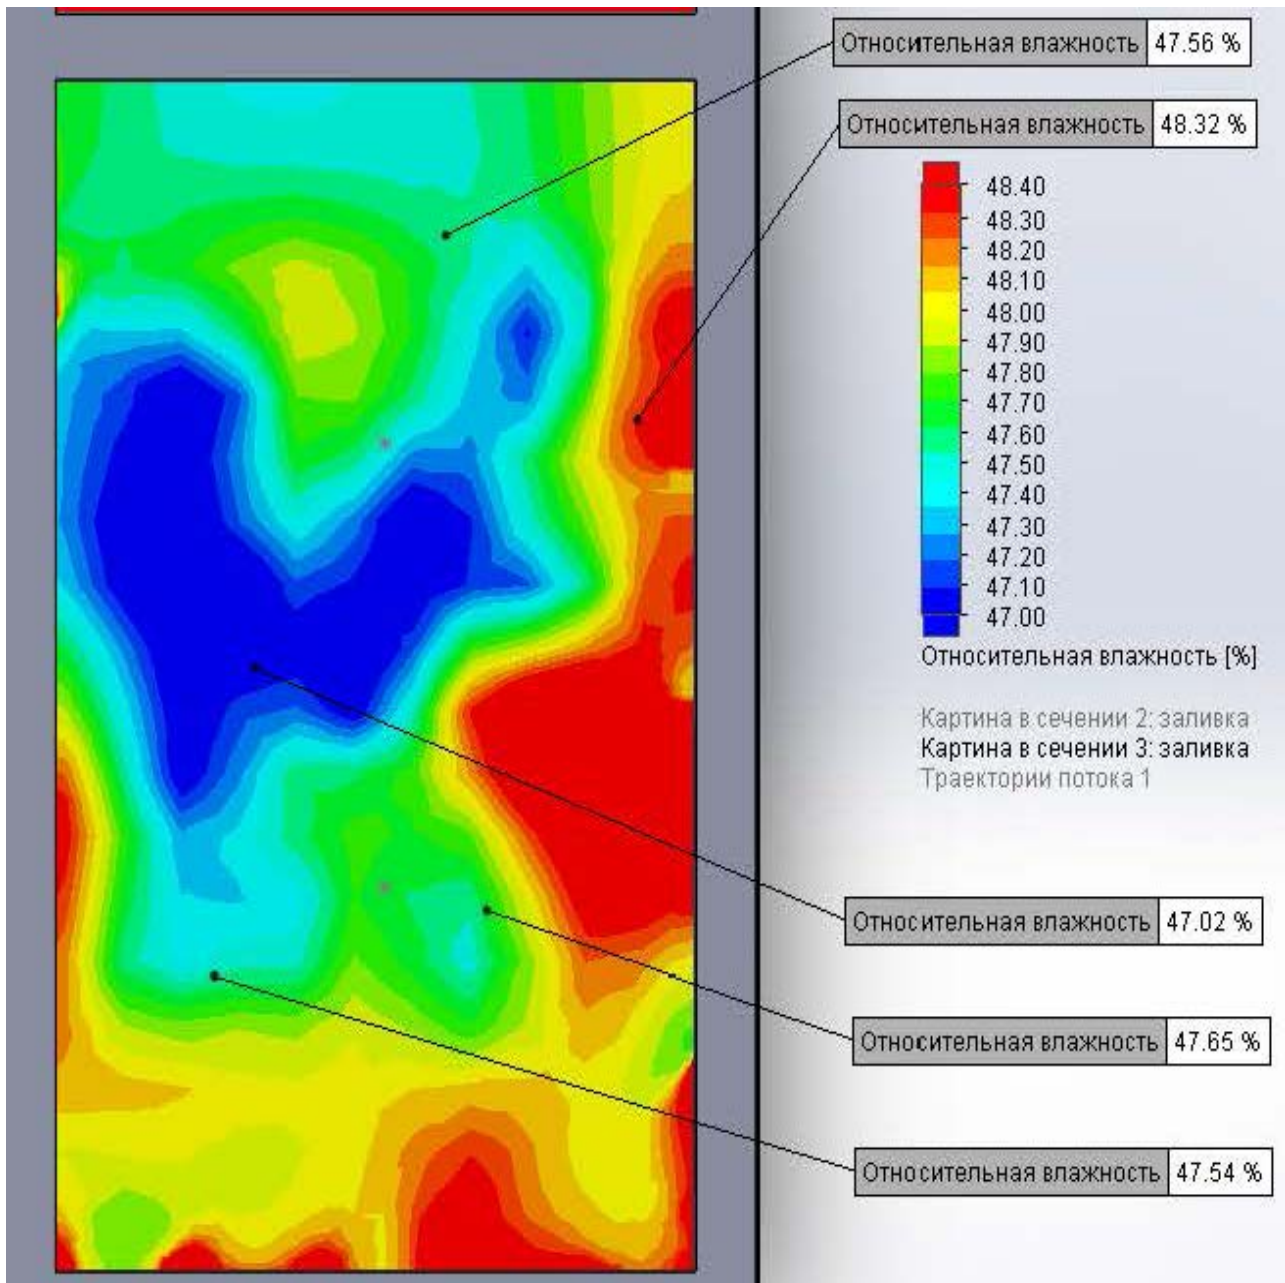 Относительная влажность 47.56 %
Относительная влажность 48.32 %
48.40
48.30
48.20
48.10
48.00
47.90
47.80
47.70
47.60
47.50
47.40
47.30
47.20
47.10
47.00
Относительная влажность [%]
Картина в сечении 2: заливка
Картина в сечении 3: заливка
Траектории потока 1
Относительная влажность 47.02 %
Относительная влажность 47.65 %
Относительная влажность 47.54 %